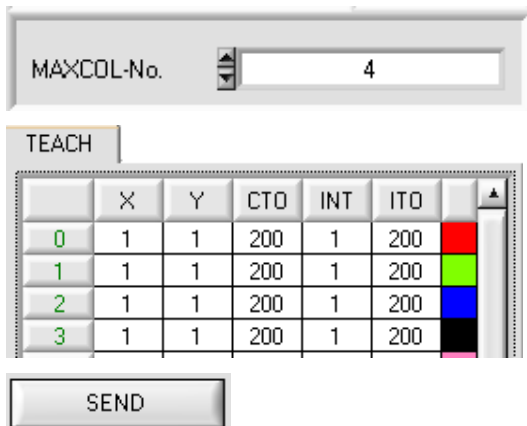 MAXCOL-No. 4
TEACH
X Y CTO INT ITO
0 1 1 200 1 200
1 1 1 200 1 200
2 1 1 200 1 200
3 1 1 200 1 200
SEND